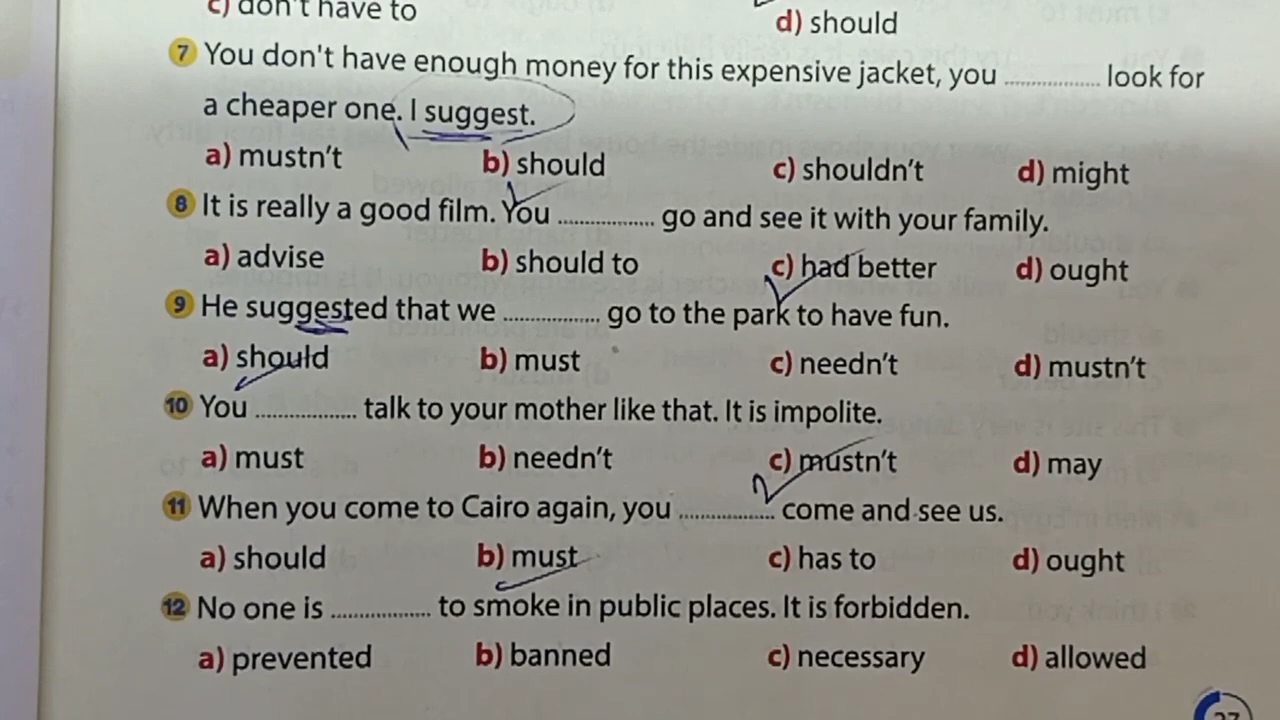 c) don't have to
d) should
7 You don't have enough money for this expensive jacket, you ................ look for
a cheaper one. I suggest.
a) mustn't b) should c) shouldn't d) might
8 It is really a good film. You ................ go and see it with your family.
a) advise b) should to c) had better d) ought
9 He suggested that we ................ go to the park to have fun.
a) should b) must c) needn't d) mustn't
10 You ................ talk to your mother like that. It is impolite.
a) must b) needn't c) mustn't d) may
11 When you come to Cairo again, you ................ come and see us.
a) should b) must c) has to d) ought
12 No one is ................ to smoke in public places. It is forbidden.
a) prevented b) banned c) necessary d) allowed